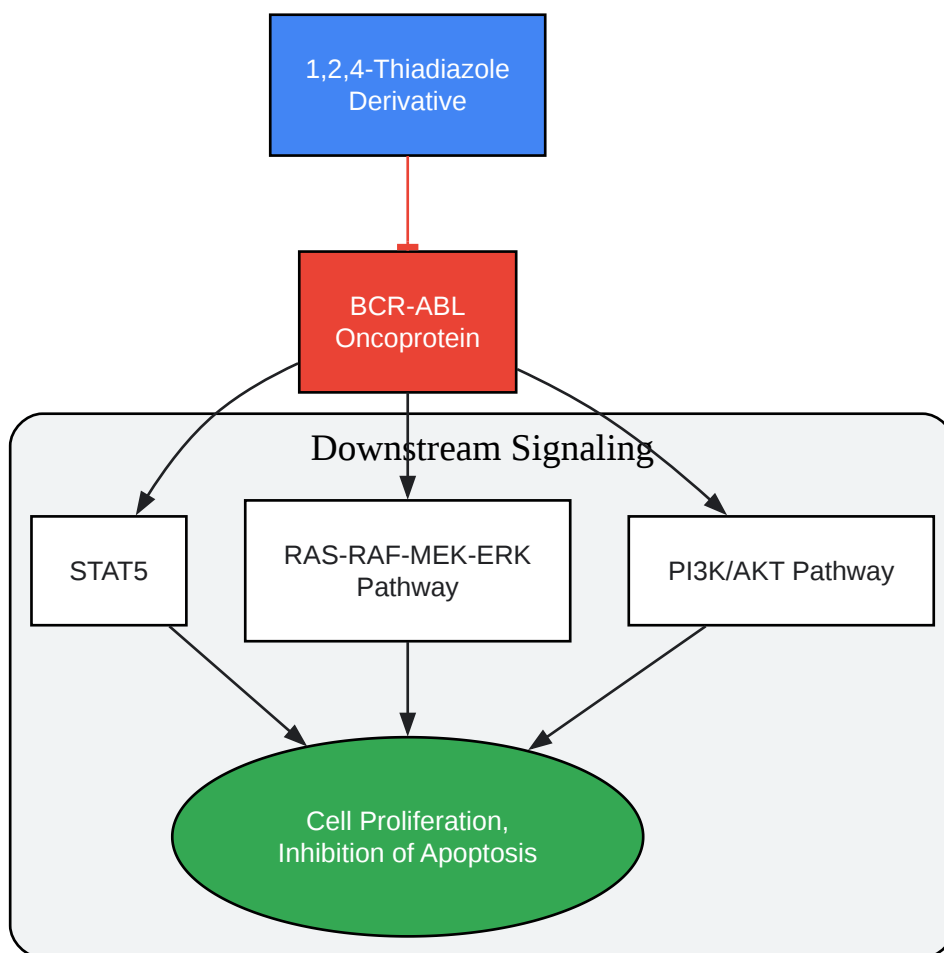 1,2,4-Thiadiazole
Derivative
BCR-ABL
Oncoprotein
Downstream Signaling
STAT5
RAS-RAF-MEK-ERK
Pathway
PI3K/AKT Pathway
Cell Proliferation,
Inhibition of Apoptosis